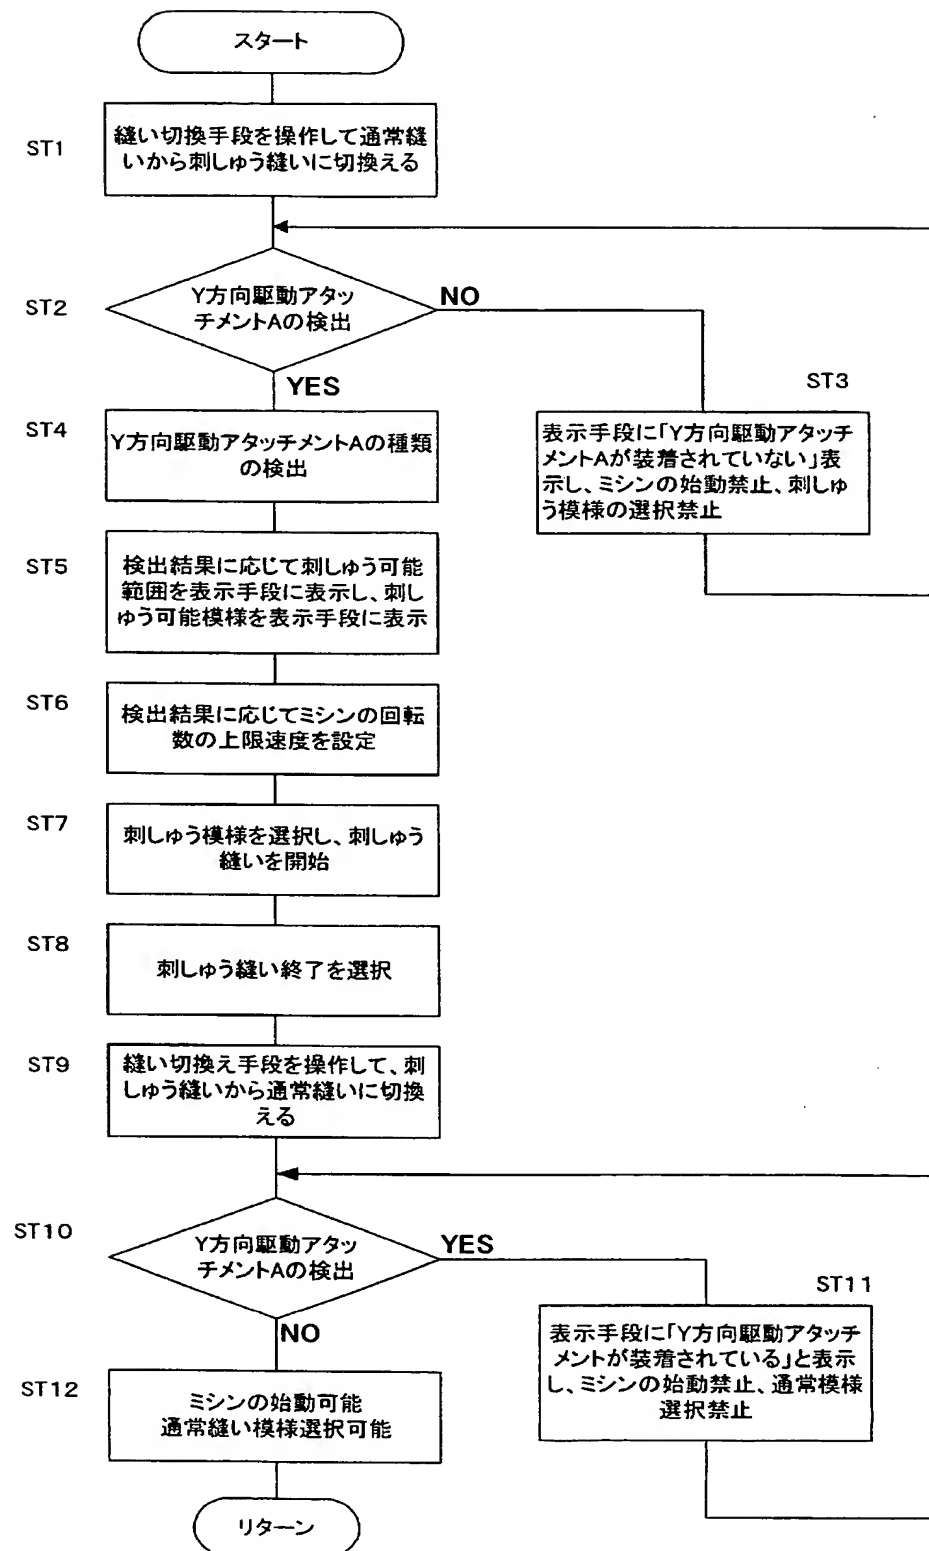 スタート
ST1
縫い切換手段を操作して通常縫
いから刺しゅう縫いに切換える
ST2
Y方向駆動アタッ
チメントAの検出
NO
YES
ST3
表示手段に「Y方向駆動アタッチ
メントAが装着されていない」表
示し、ミシンの始動禁止、刺しゅ
う模様の選択禁止
ST4
Y方向駆動アタッチメントAの種類
の検出
ST5
検出結果に応じて刺しゅう可能
範囲を表示手段に表示し、刺し
ゅう可能模様を表示手段に表示
ST6
検出結果に応じてミシンの回転
数の上限速度を設定
ST7
刺しゅう模様を選択し、刺しゅう
縫いを開始
ST8
刺しゅう縫い終了を選択
ST9
縫い切換え手段を操作して、刺
しゅう縫いから通常縫いに切換
える
ST10
Y方向駆動アタッ
チメントAの検出
YES
NO
ST11
表示手段に「Y方向駆動アタッチ
メントが装着されている」と表示
し、ミシンの始動禁止、通常模様
選択禁止
ST12
ミシンの始動可能
通常縫い模様選択可能
リターン